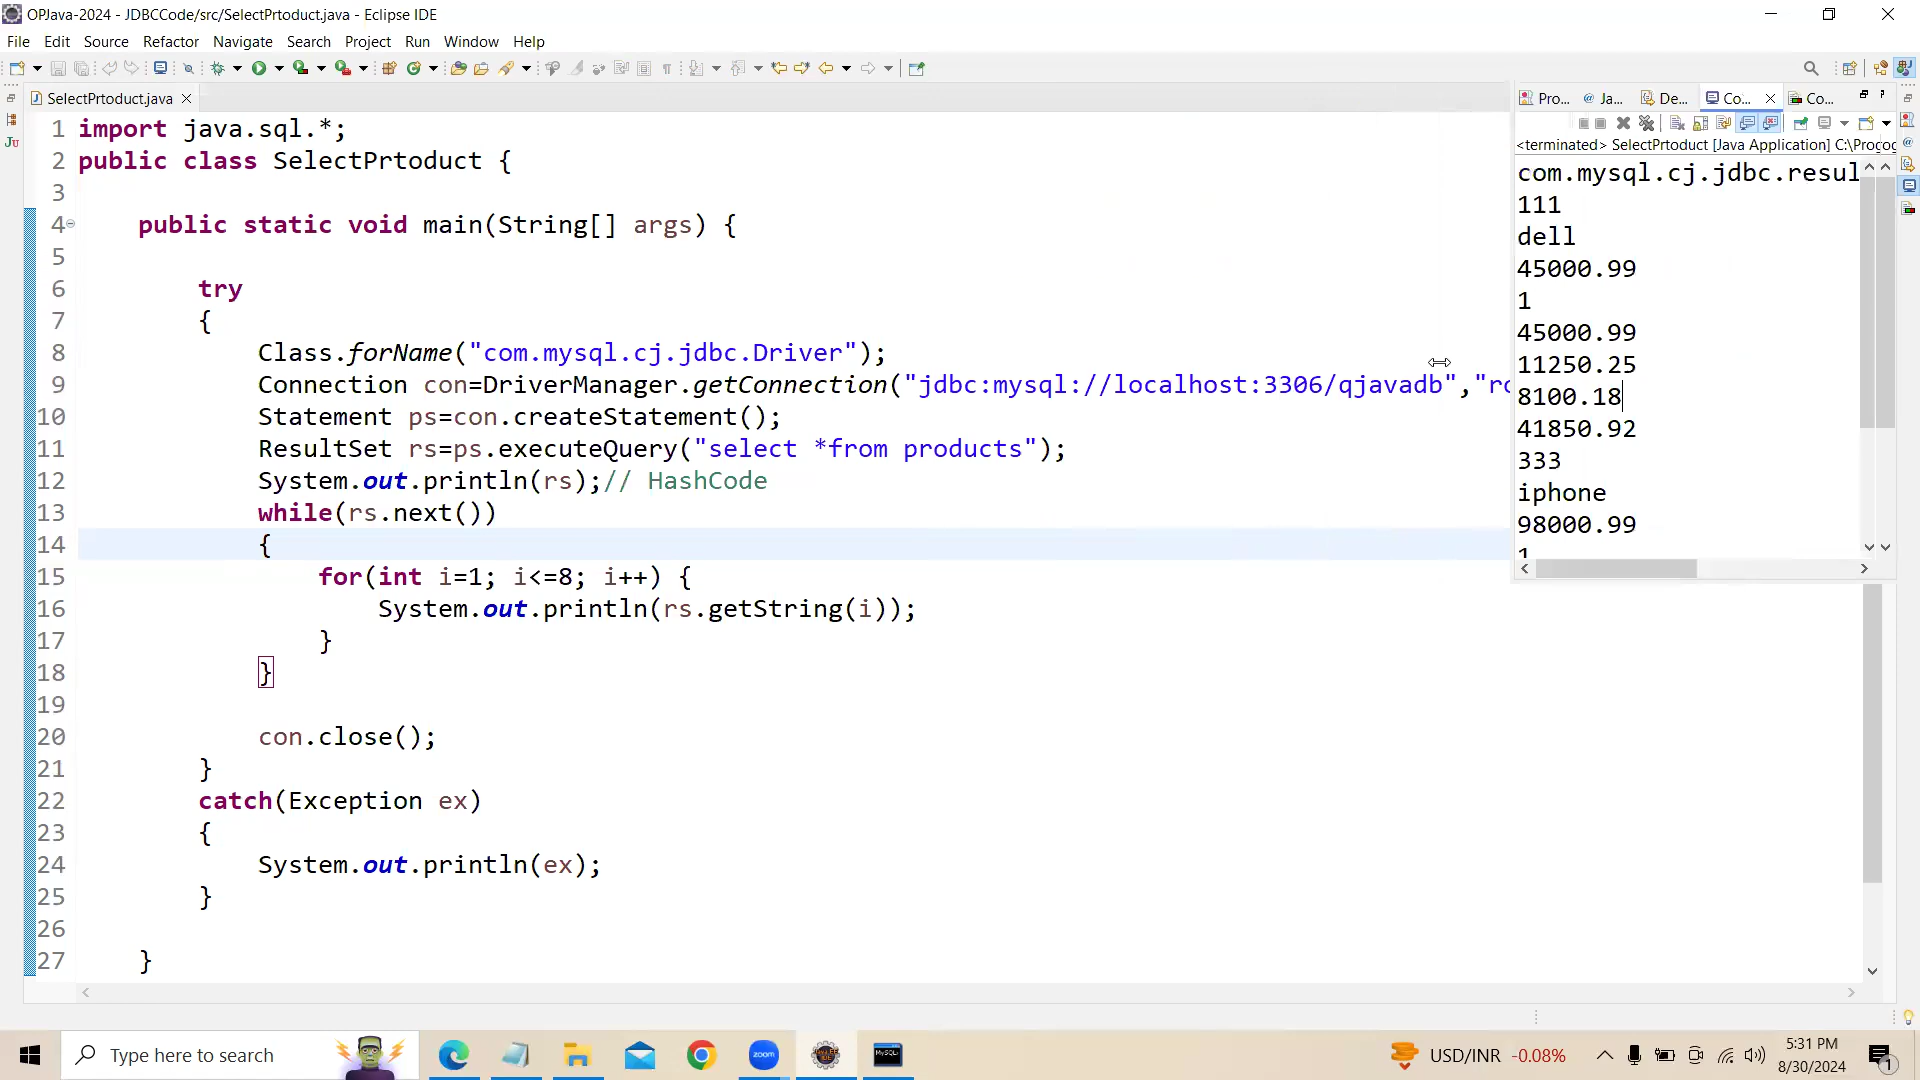 OPJava-2024 - JDBCCode/src/SelectPrtoduct.java - Eclipse IDE
File Edit Source Refactor Navigate Search Project Run Window Help
SelectPrtoduct.java
Pro... Ja... De... Co... Co...
<terminated> SelectPrtoduct [Java Application] C:\Progog
1 import java.sql.*;
2 public class SelectPrtoduct {
3
4 public static void main(String[] args) {
5
6 try
7 {
8 Class.forName("com.mysql.cj.jdbc.Driver");
9 Connection con=DriverManager.getConnection("jdbc:mysql://localhost:3306/qjavadb","ro
10 Statement ps=con.createStatement();
11 ResultSet rs=ps.executeQuery("select *from products");
12 System.out.println(rs);// HashCode
13 while(rs.next())
14 {
15 for(int i=1; i<=8; i++) {
16 System.out.println(rs.getString(i));
17 }
18 }
19
20 con.close();
21 }
22 catch(Exception ex)
23 {
24 System.out.println(ex);
25 }
26
27 }
com.mysql.cj.jdbc.resul
111
dell
45000.99
1
45000.99
11250.25
8100.18
41850.92
333
iphone
98000.99
1
Type here to search
zoom
MySQL
USD/INR -0.08%
5:31 PM
8/30/2024
1